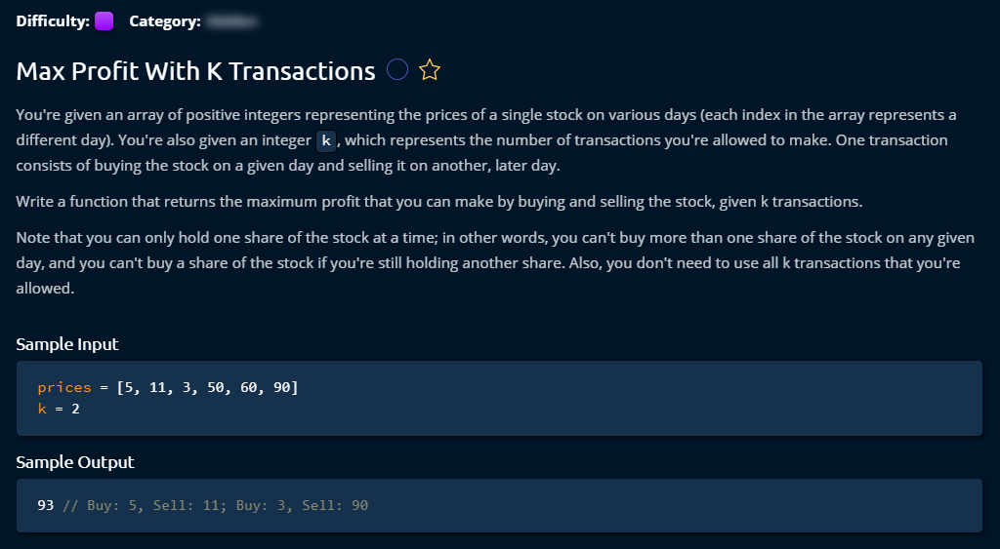 Difficulty: Category:
Max Profit With K Transactions
You're given an array of positive integers representing the prices of a single stock on various days (each index in the array represents a
different day). You're also given an integer k, which represents the number of transactions you're allowed to make. One transaction
consists of buying the stock on a given day and selling it on another, later day.
Write a function that returns the maximum profit that you can make by buying and selling the stock, given k transactions.
Note that you can only hold one share of the stock at a time; in other words, you can't buy more than one share of the stock on any given
day, and you can't buy a share of the stock if you're still holding another share. Also, you don't need to use all k transactions that you're
allowed.
Sample Input
prices = [5, 11, 3, 50, 60, 90]
k = 2
Sample Output
93 // Buy: 5, Sell: 11; Buy: 3, Sell: 90